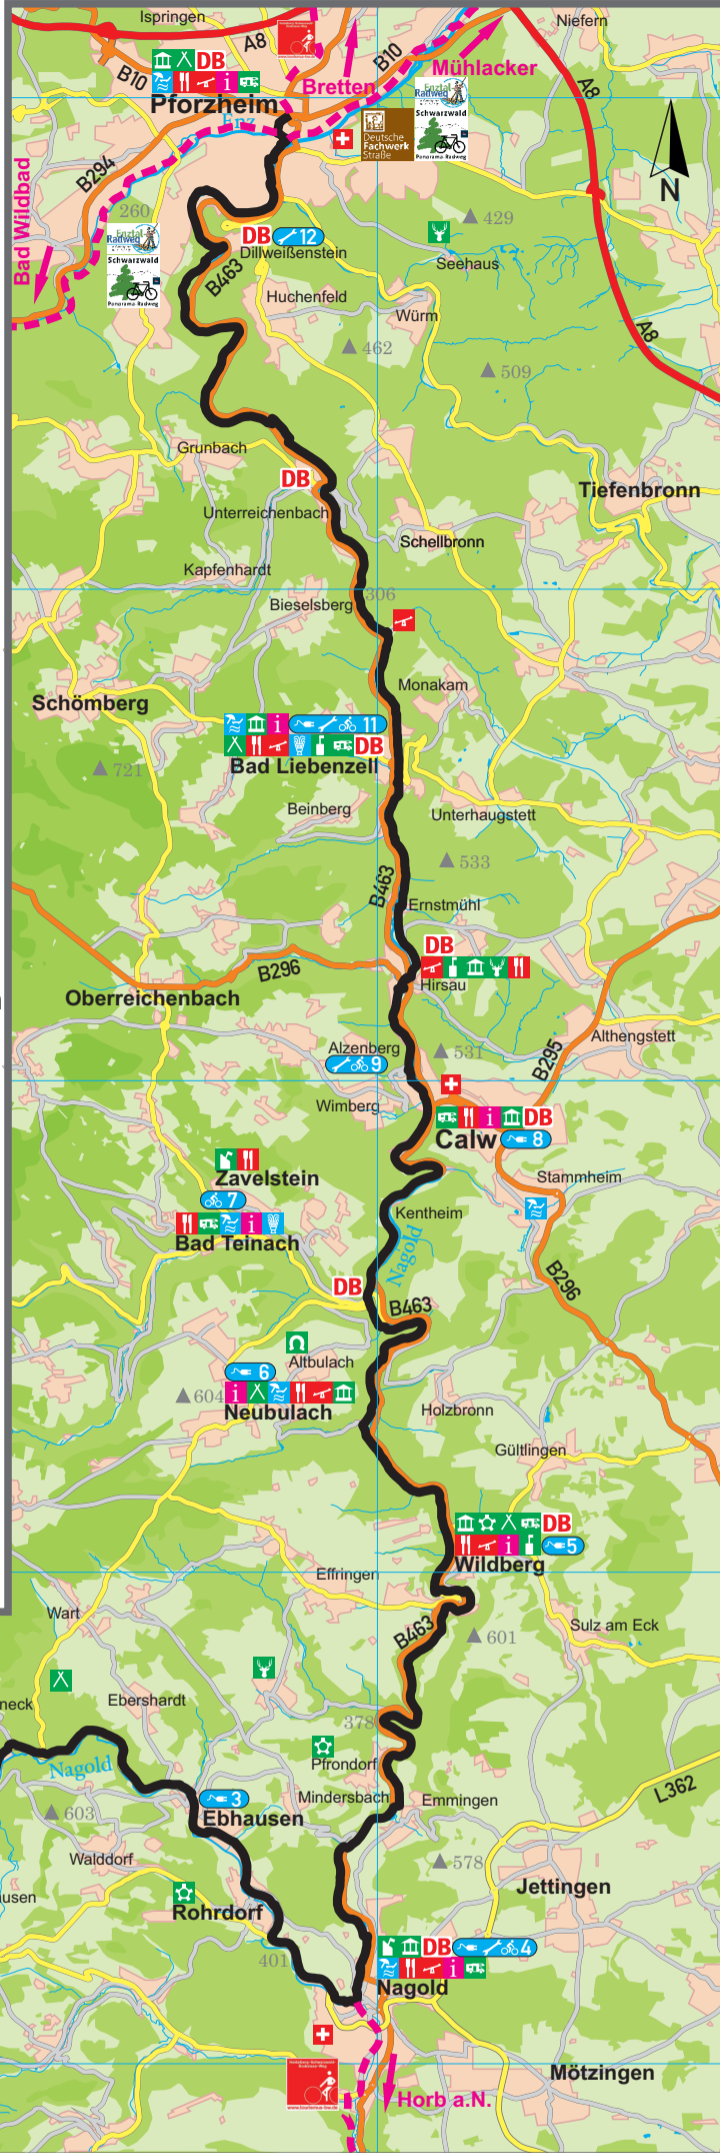 Ispringen
Niefern
A8
B10
DB
B10
A8
i
Bretten
Mühlacker
Pforzheim
Enz
Enztal
Radweg
Schwarzwald
Panorama-Radweg
Deutsche
Fachwerk
Straße
N
B294
Bad Wildbad
260
429
Enztal
Radweg
Schwarzwald
Panorama-Radweg
DB 12
Dillweißenstein
Seehaus
B463
Huchenfeld
Würm
A8
462
509
Grunbach
DB
Tiefenbronn
Unterreichenbach
Schellbronn
Kapfenhardt
306
Bieselsberg
Monakam
Schömberg
i 11
DB
Bad Liebenzell
721
Beinberg
Unterhaugstett
533
B463
Ernstmühl
DB
B296
Hirsau
Oberreichenbach
Althengstett
Alzenberg
531
B295
9
Wimberg
i DB
Calw 8
Zavelstein
Stammheim
7
Kentheim
i
Bad Teinach
Nagold
B296
DB
B463
Altbulach
6
604
i
Neubulach
Holzbronn
Gültlingen
DB
i 5
Wildberg
Effringen
Wart
B463
Sulz am Eck
601
neck
Ebershardt
378
Nagold
Pfrondorf
3
Mindersbach
Emmingen
L362
603
Ebhausen
Walddorf
578
Jettingen
ausen
Rohrdorf
DB 4
401
i
Nagold
Mötzingen
Horb a.N.